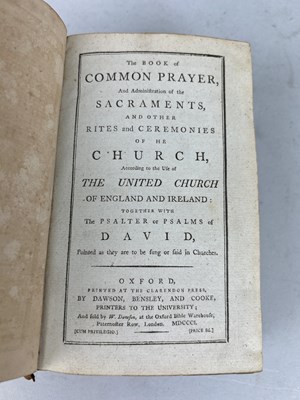 The BOOK of
COMMON PRAYER,
And Administration of the
SACRAMENTS,
AND OTHER
RITES and CEREMONIES
OF HE
CHURCH,
According to the Use of
THE UNITED CHURCH
OF ENGLAND AND IRELAND:
TOGETHER WITH
The PSALTER or PSALMS of
DAVID,
Pointed as they are to be sung or said in Churches.
OXFORD,
PRINTED AT THE CLARENDON PRESS,
BY DAWSON, BENSLEY, AND COOKE,
PRINTERS TO THE UNIVERSITY;
And sold by W. Dawson, at the Oxford Bible Warehouse,
Paternoster Row, London. MDCCCI.
[CUM PRIVILEGIO.] [PRICE